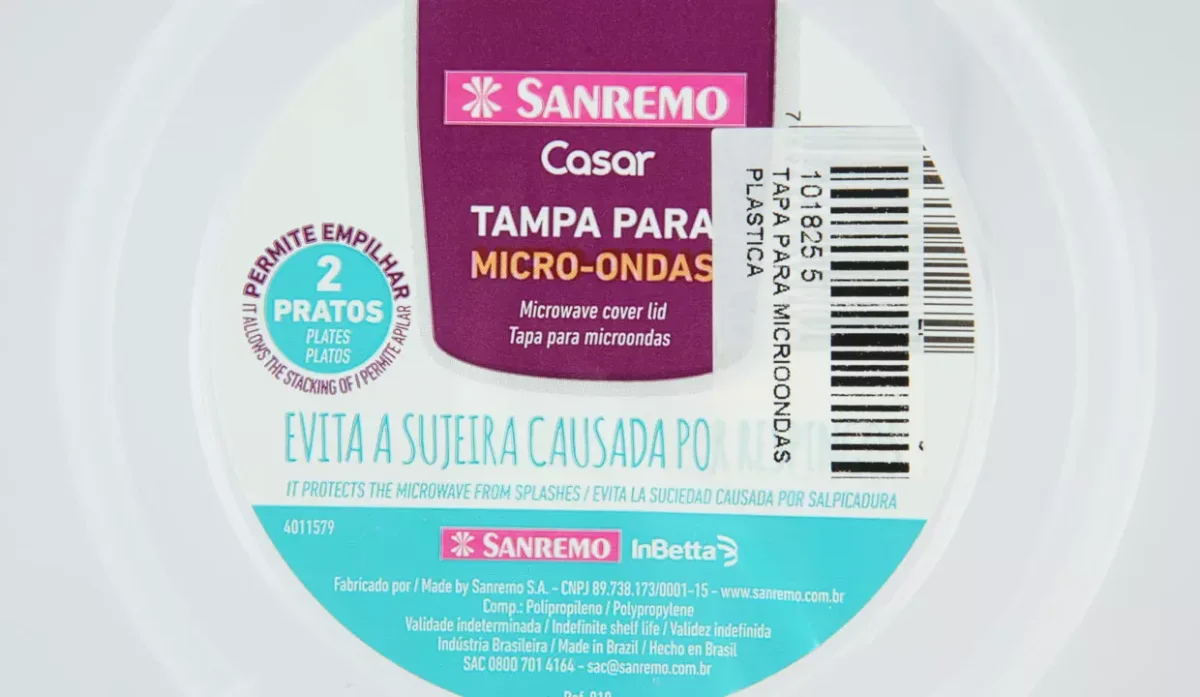 SANREMO
Casar
TAMPA PARA
MICRO-ONDAS
Microwave cover lid
Tapa para microondas
PERMITE EMPILHAR
2
PRATOS
PLATES
PLATOS
IT ALLOWS THE STACKING OF / PERMITE APILAR
101825 5
TAPA PARA MICRIOONDAS
PLASTICA
7
EVITA A SUJEIRA CAUSADA POR
IT PROTECTS THE MICROWAVE FROM SPLASHES / EVITA LA SUCIEDAD CAUSADA POR SALPICADURA
4011579
SANREMO InBetta
Fabricado por / Made by Sanremo S.A. - CNPJ 89.738.173/0001-15 - www.sanremo.com.br
Comp.: Polipropileno / Polypropylene
Validade indeterminada / Indefinite shelf life / Validez indefinida
Indústria Brasileira / Made in Brazil / Hecho en Brasil
SAC 0800 701 4164 - sac@sanremo.com.br